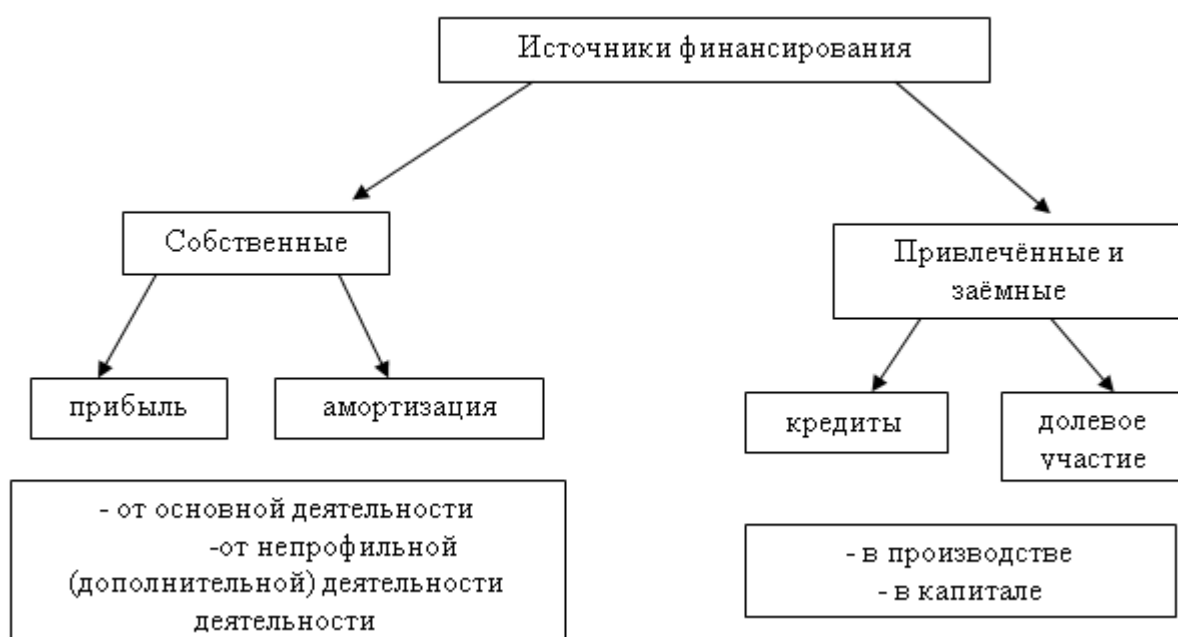 Источники финансирования
Собственные
Привлечённые и
заёмные
прибыль
амортизация
кредиты
долевое
участие
- от основной деятельности
-от непрофильной
(дополнительной) деятельности
деятельности
- в производстве
- в капитале